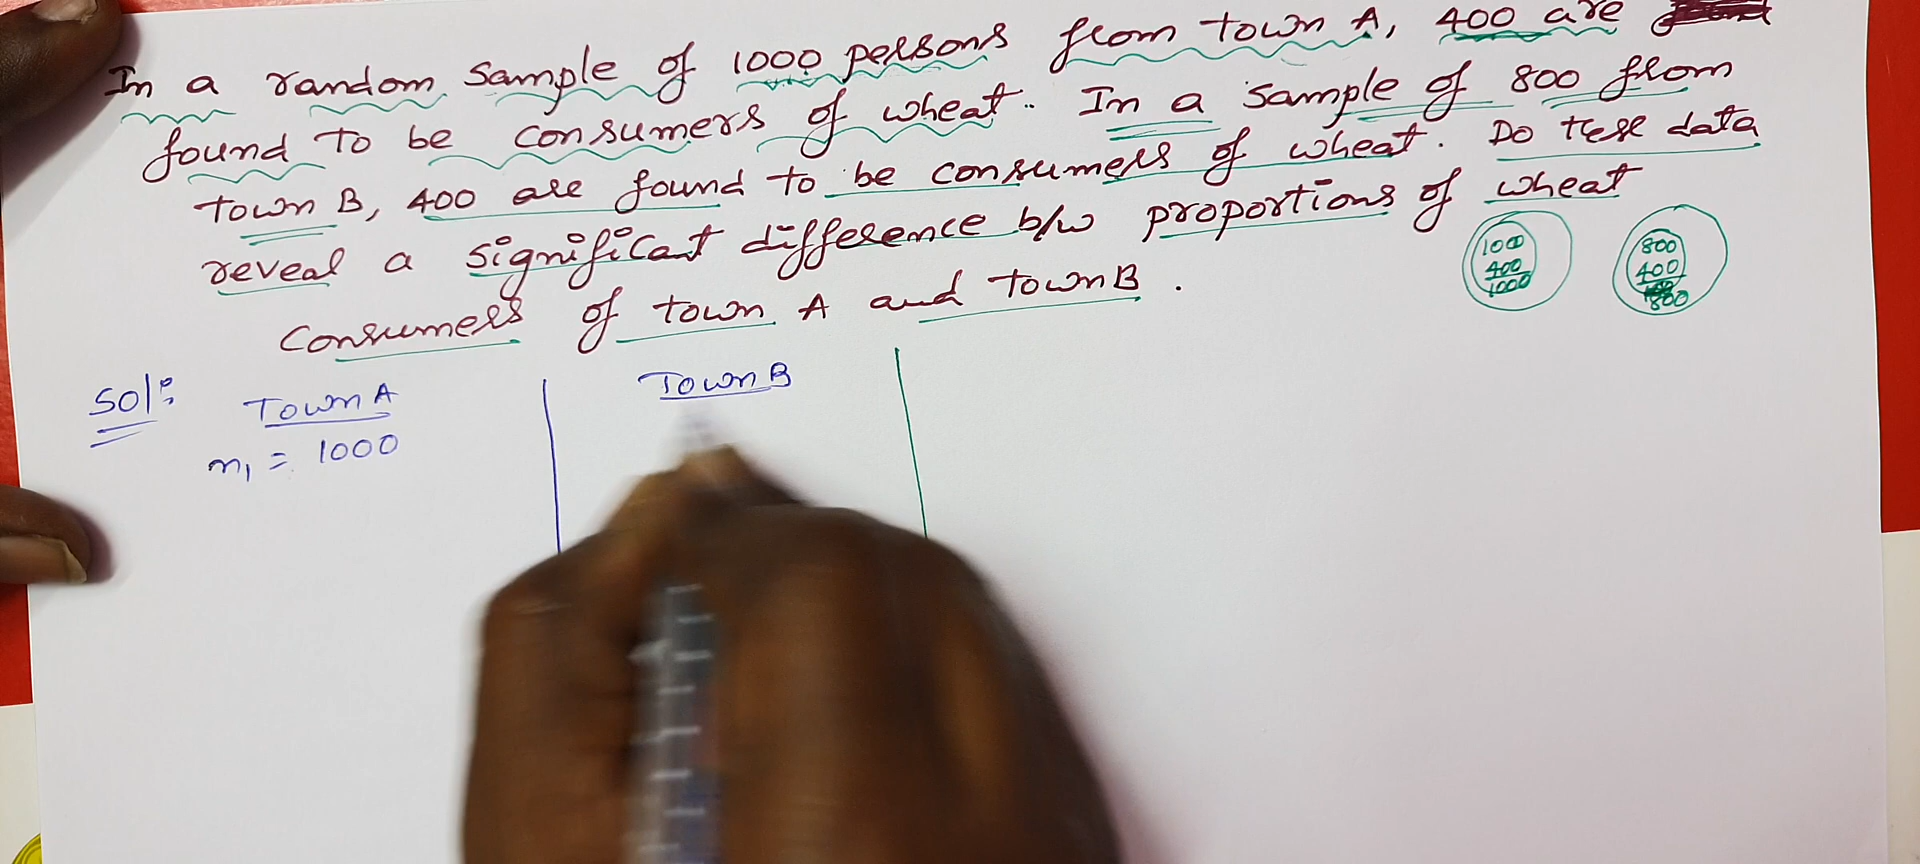 In a random sample of 1000 persons from town A, 400 are
found to be consumers of wheat. In a sample of 800 from
town B, 400 are found to be consumers of wheat. Do these data
reveal a significant difference b/w proportions of wheat
consumers of town A and town B.
1000
400
1000
800
400
800
Sol:
Town A
n1 = 1000
Town B